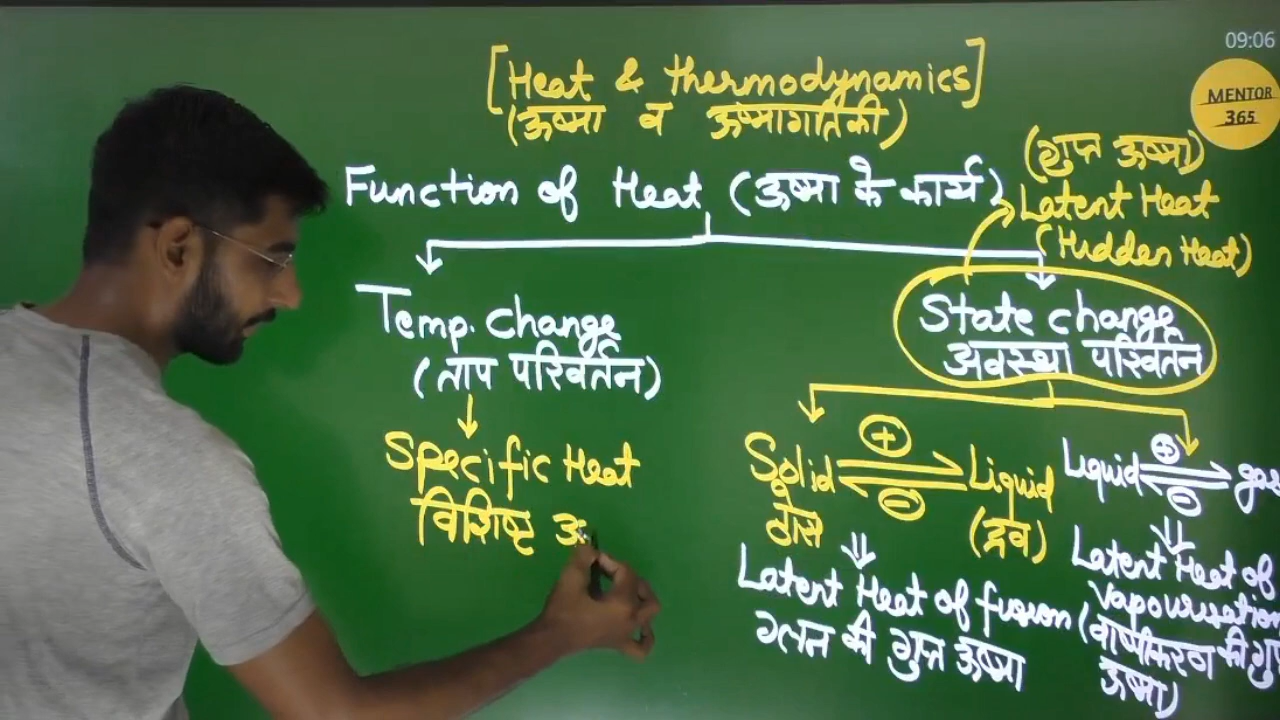 09:06
MENTOR
365
[Heat & thermodynamics]
(ऊष्मा व ऊष्मागतिकी)
Function of Heat (ऊष्मा के कार्य)
(गुप्त ऊष्मा)
Latent Heat
(Hidden Heat)
Temp. Change
(ताप परिवर्तन)
Specific Heat
विशिष्ट
State change
अवस्था परिवर्तन
Solid + - Liquid
ठोस (द्रव)
Latent Heat of fusion
गलन की गुप्त ऊष्मा
Liquid + - gas
Latent Heat of
Vapourisation
(वाष्पीकरण की
ऊष्मा)